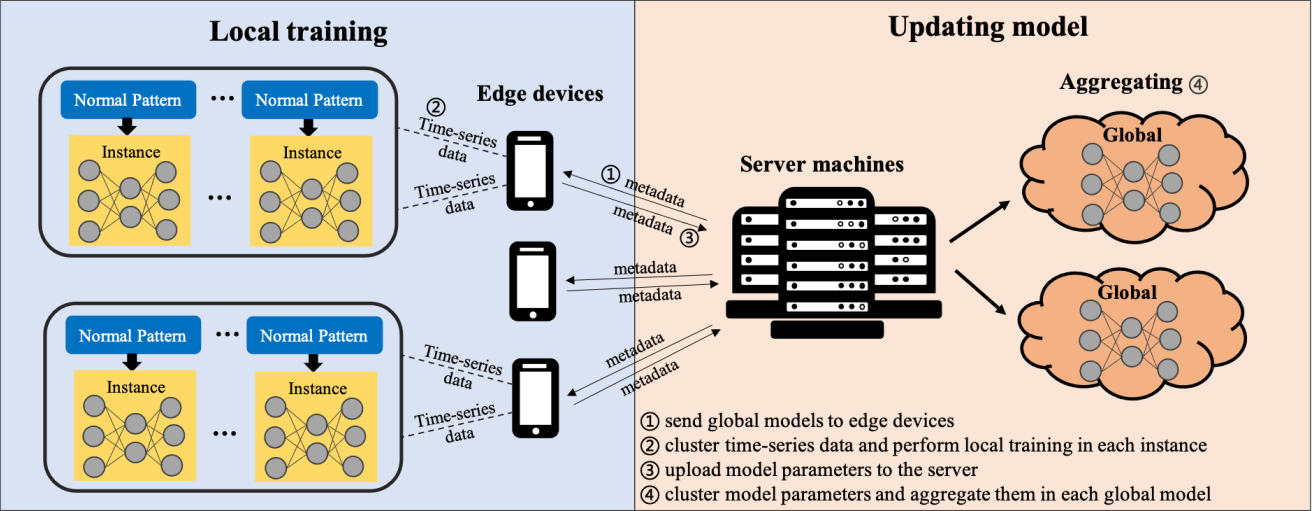 Local training
Updating model
Normal Pattern ... Normal Pattern
Instance
Instance
...
②
Time-series
data
Time-series
data
Edge devices
① metadata
metadata ③
Server machines
Aggregating ④
Global
metadata
metadata
Normal Pattern ... Normal Pattern
Instance
Instance
...
Time-series
data
Time-series
data
metadata
metadata
Global
① send global models to edge devices
② cluster time-series data and perform local training in each instance
③ upload model parameters to the server
④ cluster model parameters and aggregate them in each global model